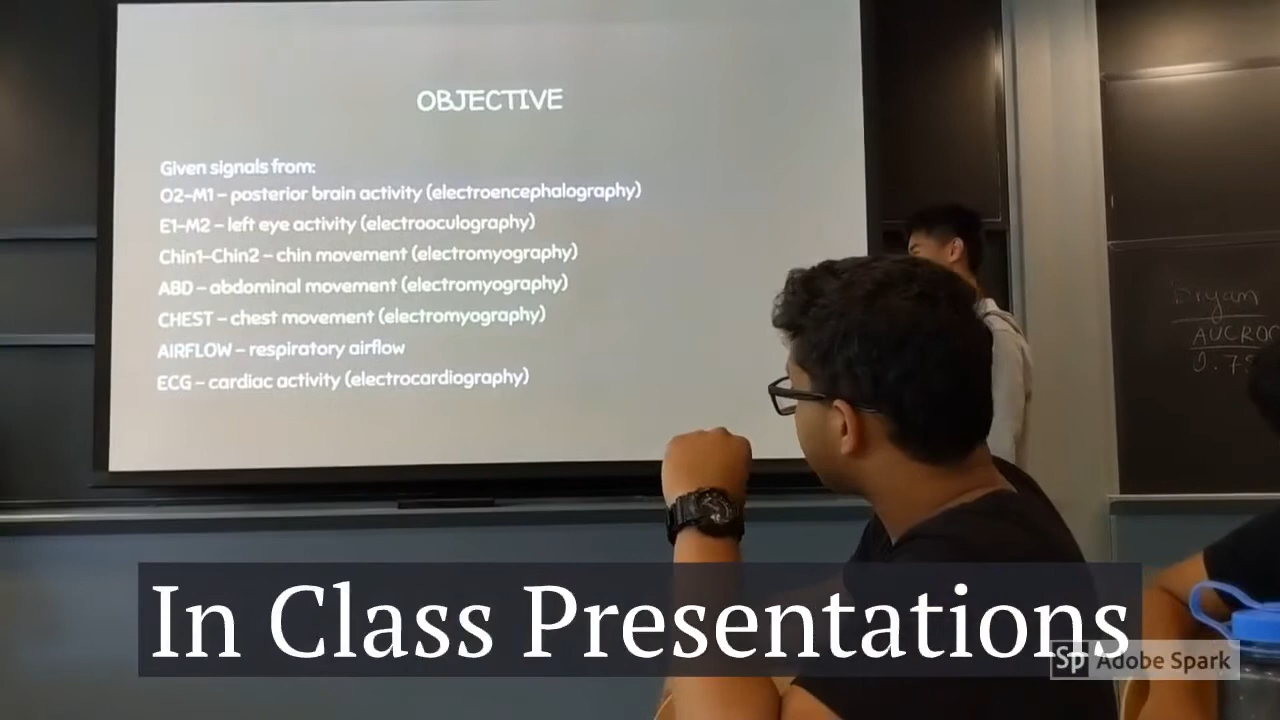 OBJECTIVE
Given signals from:
O2-M1 - posterior brain activity (electroencephalography)
E1-M2 - left eye activity (electrooculography)
Chin1-Chin2 - chin movement (electromyography)
ABD - abdominal movement (electromyography)
CHEST - chest movement (electromyography)
AIRFLOW - respiratory airflow
ECG - cardiac activity (electrocardiography)
AUCROC
In Class Presentations
Sp Adobe Spark